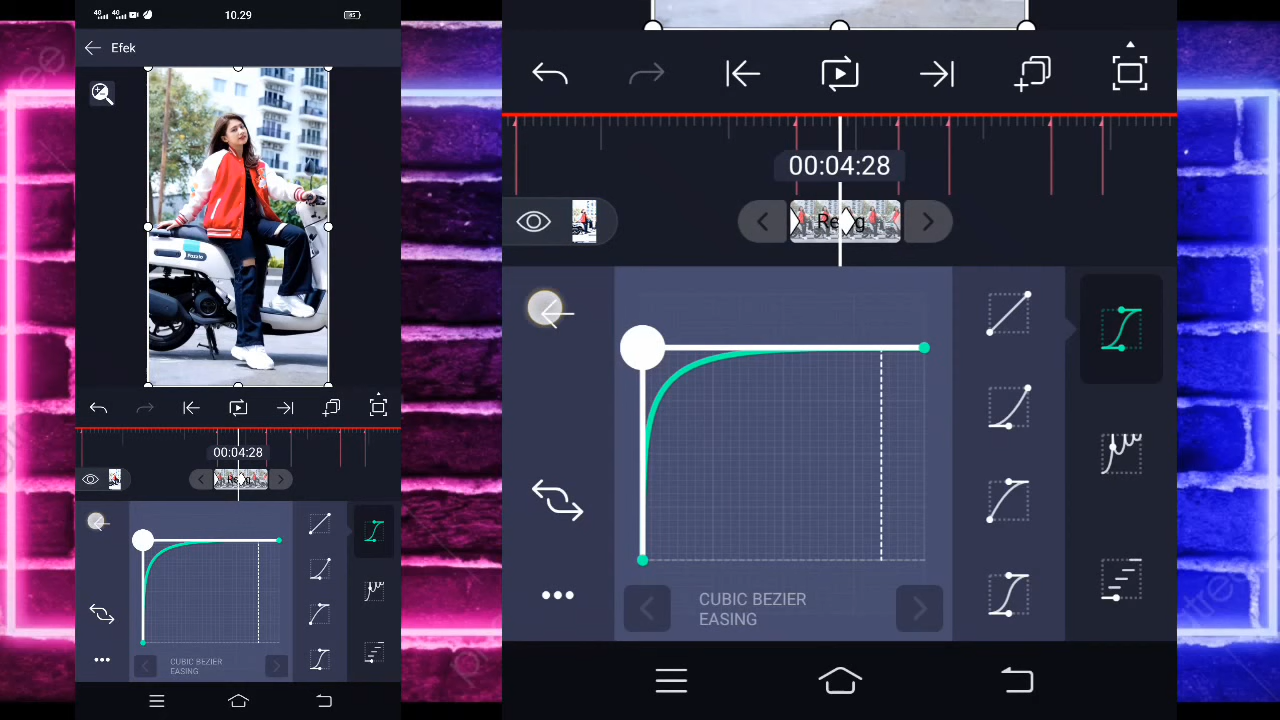 10.29
Efek
00:04:28
CUBIC BEZIER
EASING
00:04:28
CUBIC BEZIER
EASING